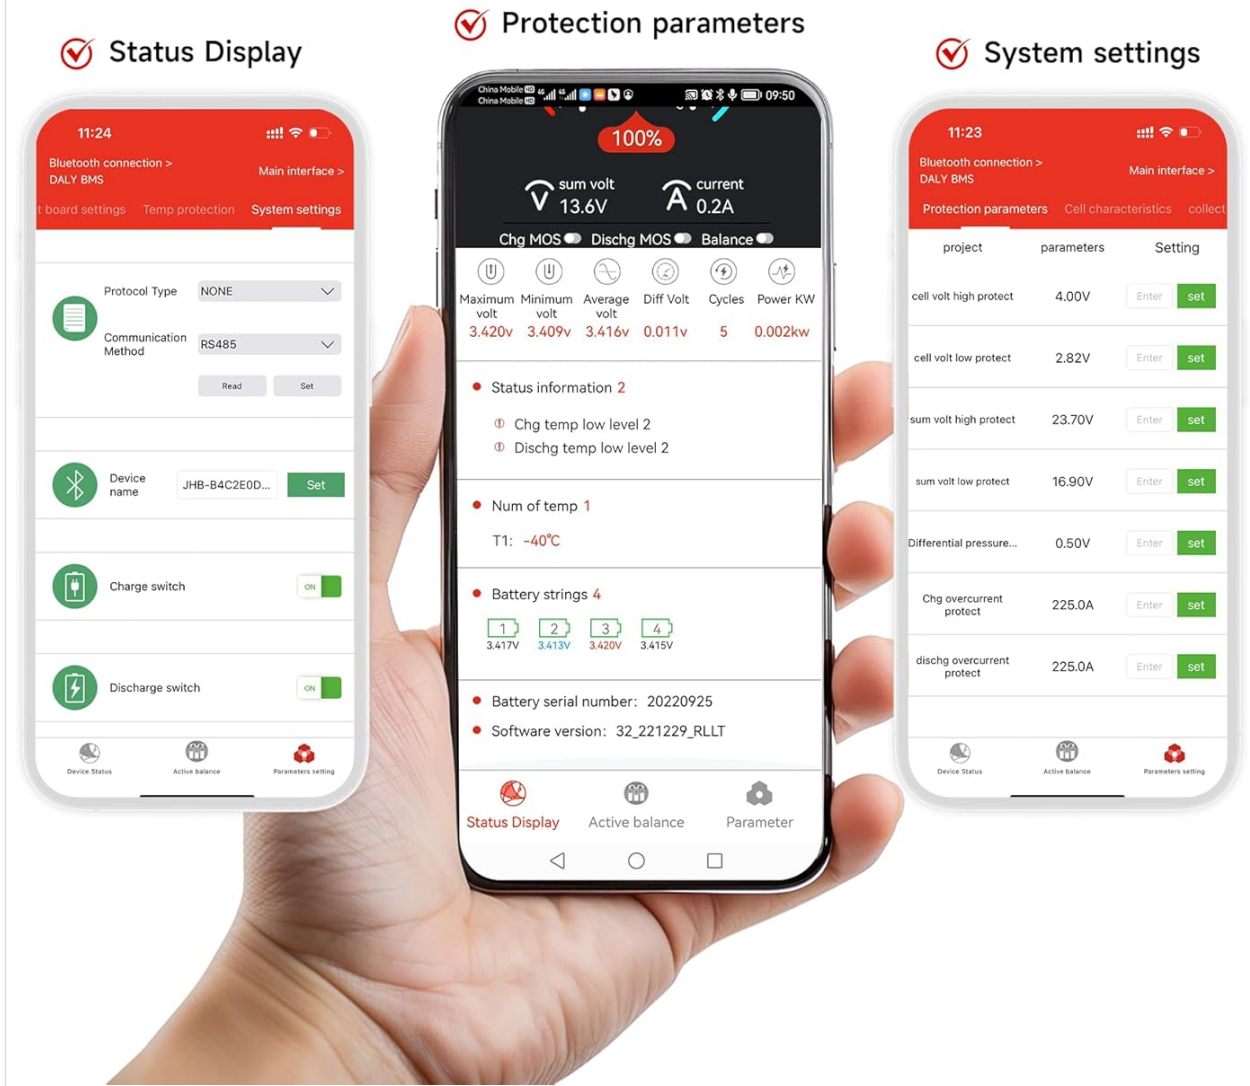 Status Display
Protection parameters
System settings
11:24
Bluetooth connection >
DALY BMS
Main interface >
t board settings Temp protection System settings
Protocol Type NONE
Communication
Method
RS485
Read Set
Device
name
JHB-B4C2E0D... Set
Charge switch ON
Discharge switch ON
Device Status Active balance Parameters setting
China Mobile HD 4G 4G
China Mobile HD
09:50
100%
sum volt
13.6V
current
0.2A
Chg MOS Dischg MOS Balance
Maximum
volt
Minimum
volt
Average
volt
Diff Volt Cycles Power KW
3.420v 3.409v 3.416v 0.011v 5 0.002kw
Status information 2
Chg temp low level 2
Dischg temp low level 2
Num of temp 1
T1: -40℃
Battery strings 4
1 2 3 4
3.417V 3.413V 3.420V 3.415V
Battery serial number: 20220925
Software version: 32_221229_RLLT
Status Display Active balance Parameter
11:23
Bluetooth connection >
DALY BMS
Main interface >
Protection parameters Cell characteristics collect
project parameters Setting
cell volt high protect 4.00V Enter set
cell volt low protect 2.82V Enter set
sum volt high protect 23.70V Enter set
sum volt low protect 16.90V Enter set
Differential pressure... 0.50V Enter set
Chg overcurrent
protect
225.0A Enter set
dischg overcurrent
protect
225.0A Enter set
Device Status Active balance Parameters setting